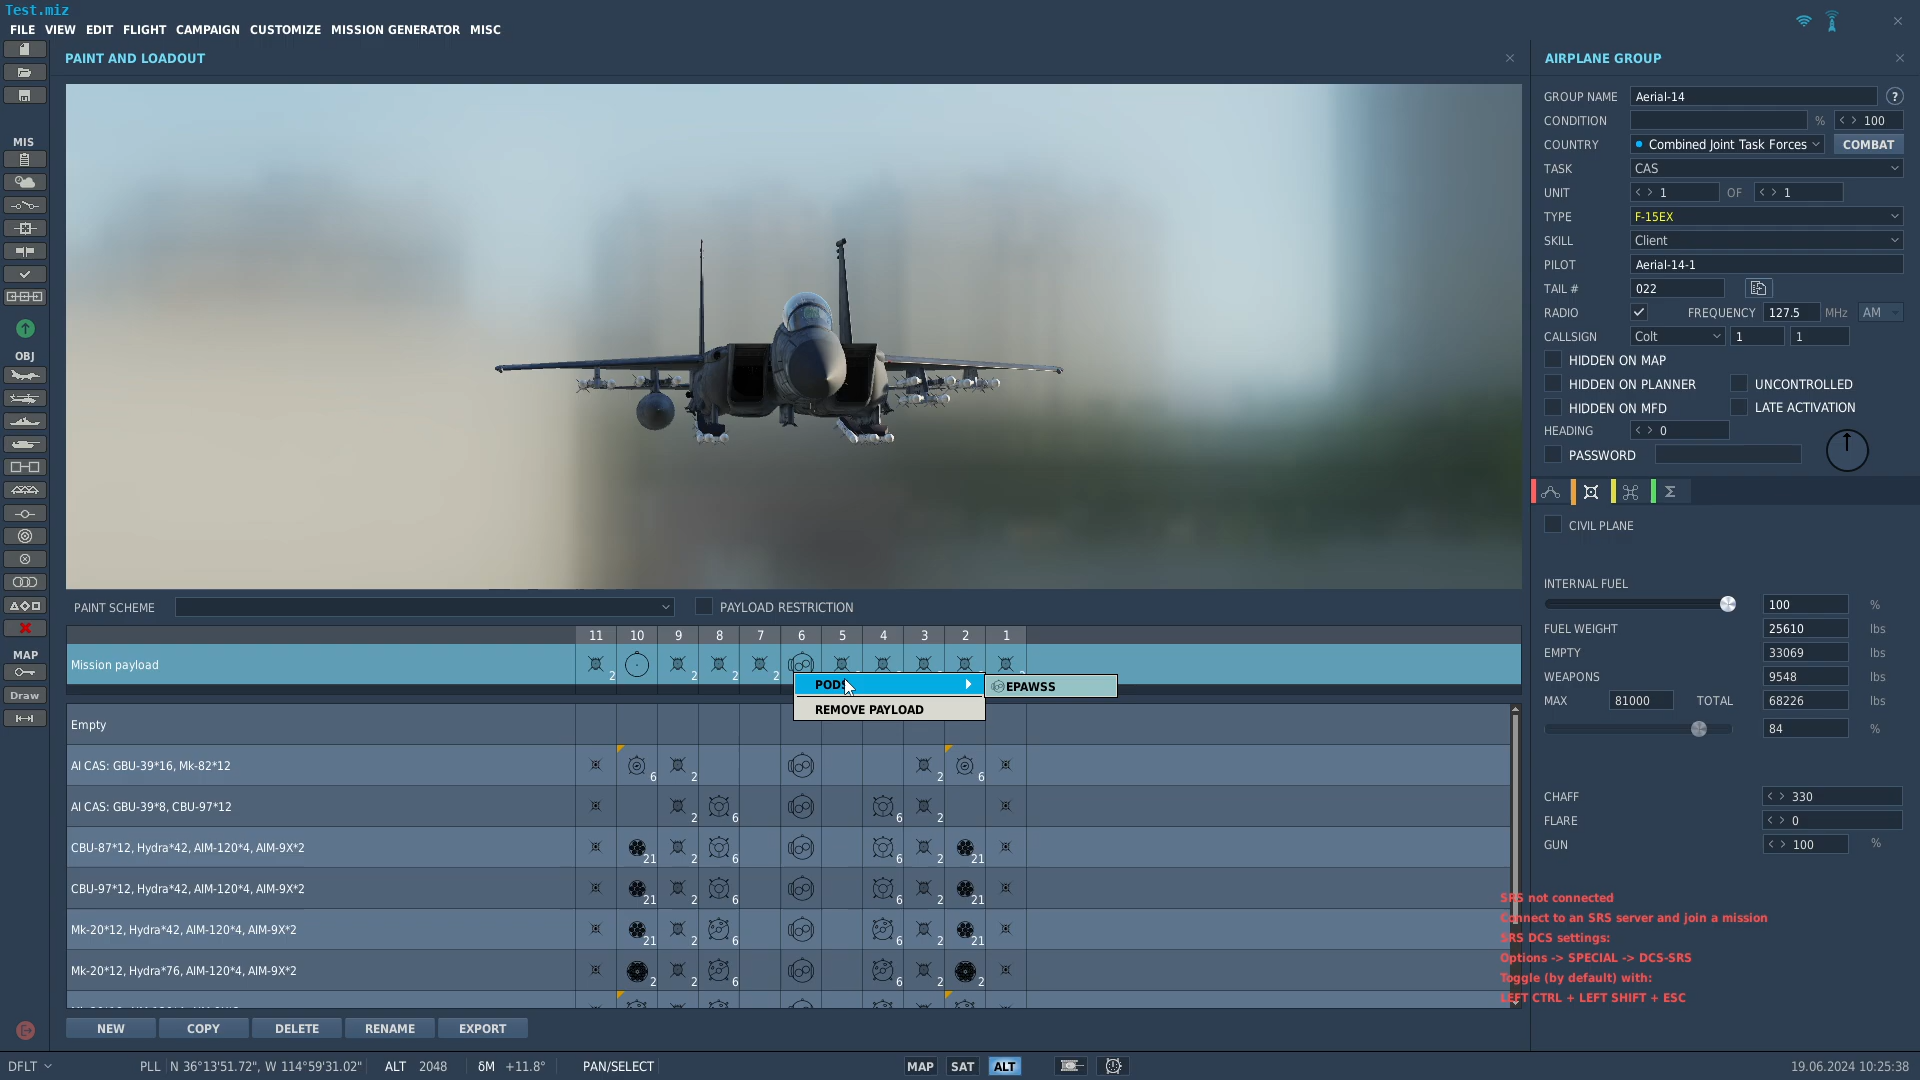 Test.miz
FILE VIEW EDIT FLIGHT CAMPAIGN CUSTOMIZE MISSION GENERATOR MISC
PAINT AND LOADOUT
AIRPLANE GROUP
GROUP NAME Aerial-14 ?
CONDITION % < > 100
COUNTRY Combined Joint Task Forces COMBAT
TASK CAS
UNIT < > 1 OF < > 1
TYPE F-15EX
SKILL Client
PILOT Aerial-14-1
TAIL # 022
RADIO FREQUENCY 127.5 MHz AM
CALLSIGN Colt 1 1
HIDDEN ON MAP
HIDDEN ON PLANNER UNCONTROLLED
HIDDEN ON MFD LATE ACTIVATION
HEADING < > 0
PASSWORD
CIVIL PLANE
INTERNAL FUEL
100 %
FUEL WEIGHT 25610 lbs
EMPTY 33069 lbs
WEAPONS 9548 lbs
MAX 81000 TOTAL 68226 lbs
84 %
CHAFF < > 330
FLARE < > 0
GUN < > 100 %
MIS
OBJ
MAP
Draw
PAINT SCHEME PAYLOAD RESTRICTION
11 10 9 8 7 6 5 4 3 2 1
Mission payload 2 2 2 2
PODS EPAWSS
REMOVE PAYLOAD
Empty
AI CAS: GBU-39*16, Mk-82*12 6 2 2 6
AI CAS: GBU-39*8, CBU-97*12 2 6 6 2
CBU-87*12, Hydra*42, AIM-120*4, AIM-9X*2 21 2 6 6 2 21
CBU-97*12, Hydra*42, AIM-120*4, AIM-9X*2 21 2 6 6 2 21
Mk-20*12, Hydra*42, AIM-120*4, AIM-9X*2 21 2 6 6 2 21
Mk-20*12, Hydra*76, AIM-120*4, AIM-9X*2 2 2 6 6 2 2
SRS not connected
Connect to an SRS server and join a mission
SRS DCS settings:
Options -> SPECIAL -> DCS-SRS
Toggle (by default) with:
LEFT CTRL + LEFT SHIFT + ESC
NEW COPY DELETE RENAME EXPORT
DFLT PLL N 36°13'51.72", W 114°59'31.02" ALT 2048 δM +11.8° PAN/SELECT MAP SAT ALT 19.06.2024 10:25:38